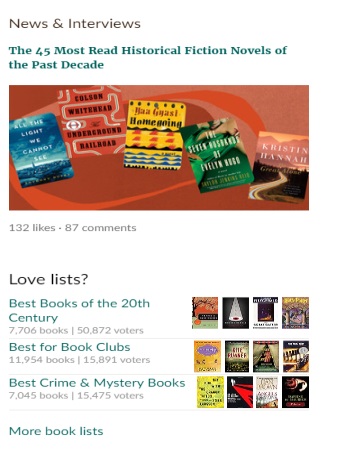 News & Interviews
The 45 Most Read Historical Fiction Novels of
the Past Decade
ALL THE
LIGHT
WE
CANNOT
SEE
COLSON
WHITEHEAD
THE
UNDERGROUND
RAILROAD
Yaa Gyasi
Homegoing
THE
SEVEN HUSBANDS
OF
EVELYN HUGO
TAYLOR JENKINS REID
KRISTIN
HANNAH
132 likes · 87 comments
Love lists?
Best Books of the 20th
Century
7,706 books | 50,872 voters
Best for Book Clubs
11,954 books | 15,891 voters
Best Crime & Mystery Books
7,045 books | 15,475 voters
More book lists